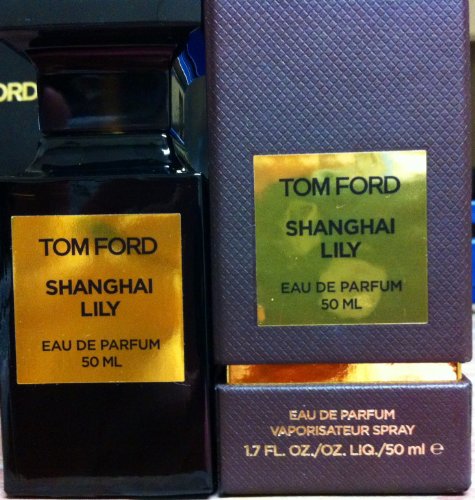 ORD
TOM FORD
SHANGHAI
LILY
EAU DE PARFUM
50 ML
TOM FORD
SHANGHAI
LILY
EAU DE PARFUM
50 ML
EAU DE PARFUM
VAPORISATEUR SPRAY
1.7 FL. OZ./OZ. LIQ./50 ml ℮